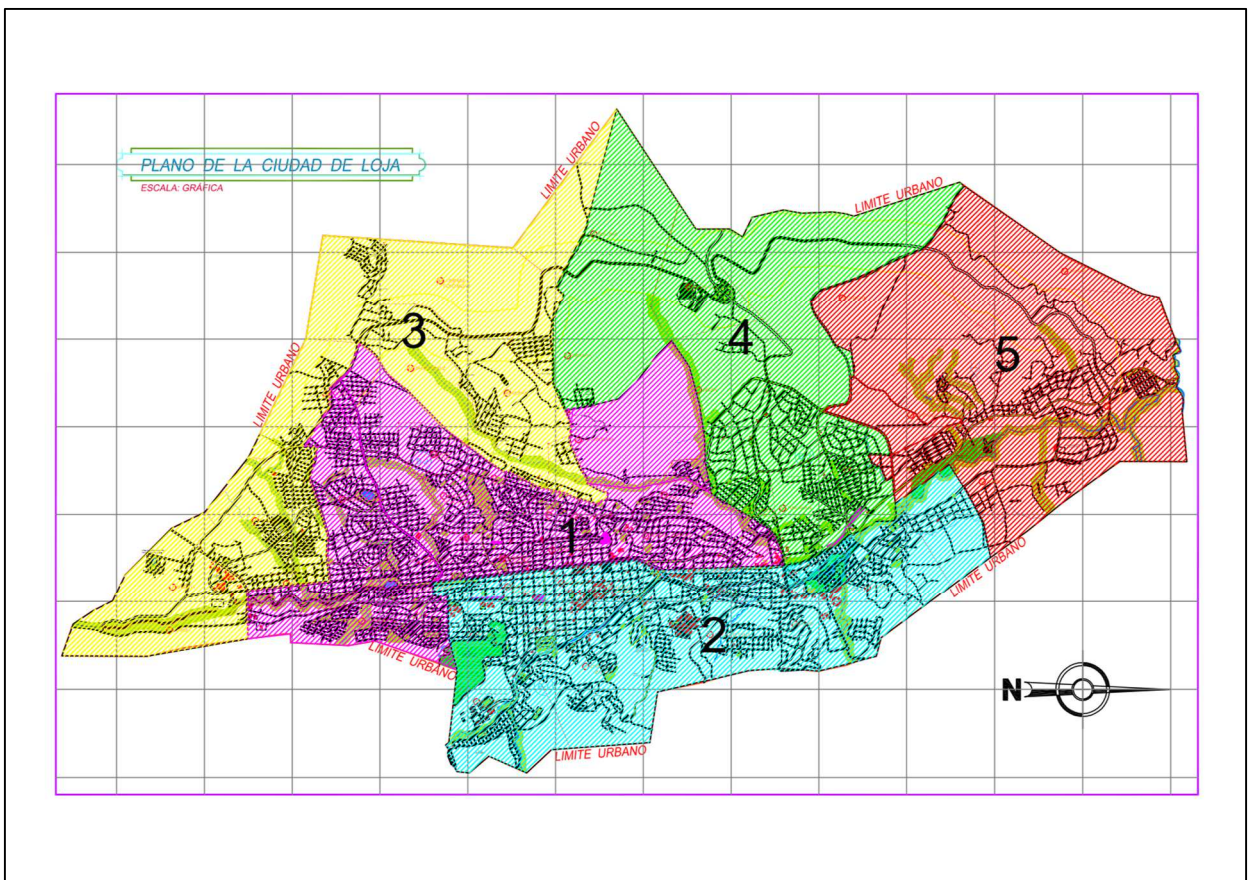 PLANO DE LA CIUDAD DE LOJA
ESCALA: GRÁFICA
LIMITE URBANO
LIMITE URBANO
LIMITE URBANO
3
4
5
1
2
LIMITE URBANO
LIMITE URBANO
LIMITE URBANO
N